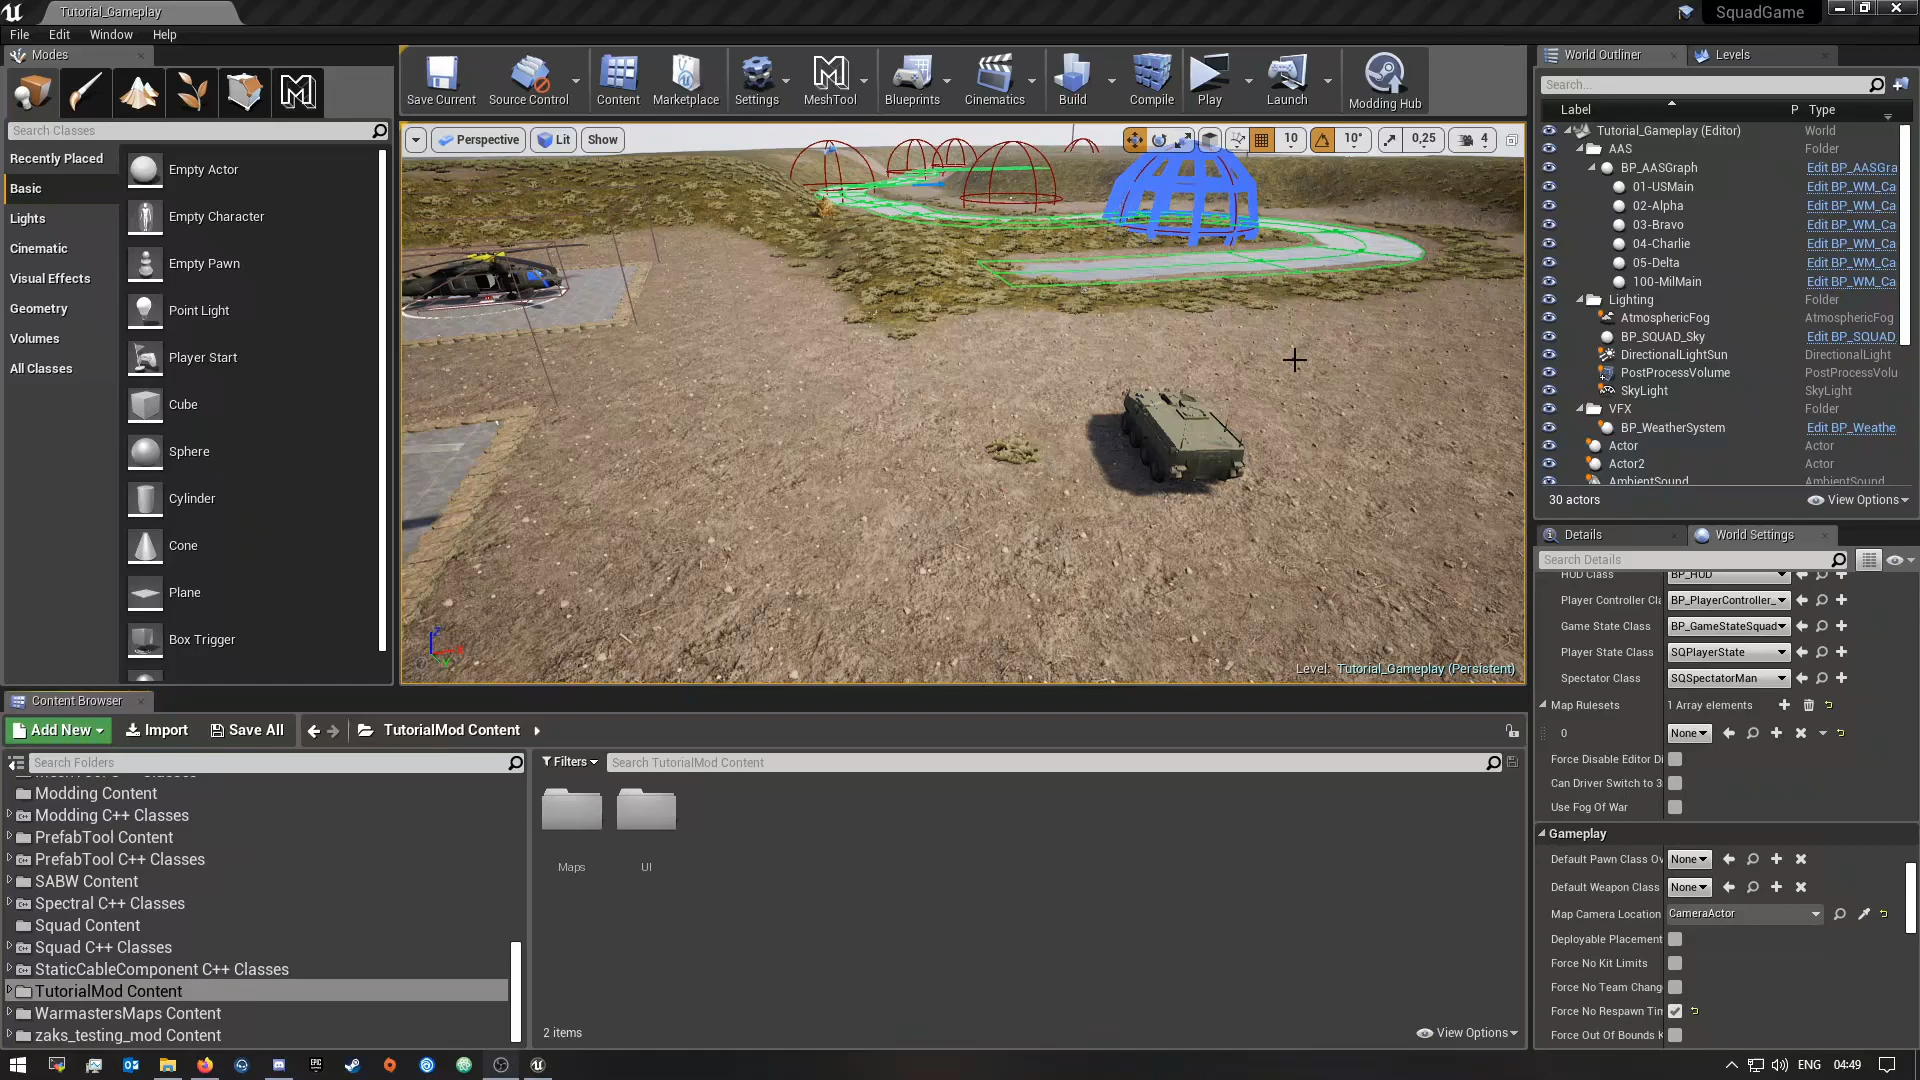 Tutorial_Gameplay
SquadGame
File Edit Window Help
Modes
Search Classes
Recently Placed
Basic
Lights
Cinematic
Visual Effects
Geometry
Volumes
All Classes
Empty Actor
Empty Character
Empty Pawn
Point Light
Player Start
Cube
Sphere
Cylinder
Cone
Plane
Box Trigger
Save Current
Source Control
Content
Marketplace
Settings
MeshTool
Blueprints
Cinematics
Build
Compile
Play
Launch
Modding Hub
Perspective
Lit
Show
10
10°
0,25
4
Level: Tutorial_Gameplay (Persistent)
World Outliner
Levels
Search...
Label P Type
Tutorial_Gameplay (Editor) World
AAS Folder
BP_AASGraph Edit BP_AASGra
01-USMain Edit BP_WM_Ca
02-Alpha Edit BP_WM_Ca
03-Bravo Edit BP_WM_Ca
04-Charlie Edit BP_WM_Ca
05-Delta Edit BP_WM_Ca
100-MilMain Edit BP_WM_Ca
Lighting Folder
AtmosphericFog AtmosphericFog
BP_SQUAD_Sky Edit BP_SQUAD
DirectionalLightSun DirectionalLight
PostProcessVolume PostProcessVolu
SkyLight SkyLight
VFX Folder
BP_WeatherSystem Edit BP_Weathe
Actor Actor
Actor2 Actor
AmbientSound
30 actors
View Options
Details
World Settings
Search Details
HUD Class BP_HUD
Player Controller Cla BP_PlayerController_
Game State Class BP_GameStateSquad
Player State Class SQPlayerState
Spectator Class SQSpectatorMan
Map Rulesets 1 Array elements
0 None
Force Disable Editor Di
Can Driver Switch to 3
Use Fog Of War
Gameplay
Default Pawn Class Ov None
Default Weapon Class None
Map Camera Location CameraActor
Deployable Placement
Force No Kit Limits
Force No Team Chang
Force No Respawn Tim
Force Out Of Bounds K
Content Browser
Add New
Import
Save All
TutorialMod Content
Search Folders
Modding Content
Modding C++ Classes
PrefabTool Content
PrefabTool C++ Classes
SABW Content
Spectral C++ Classes
Squad Content
Squad C++ Classes
StaticCableComponent C++ Classes
TutorialMod Content
WarmastersMaps Content
zaks_testing_mod Content
Filters
Search TutorialMod Content
Maps
UI
2 items
View Options
ENG 04:49